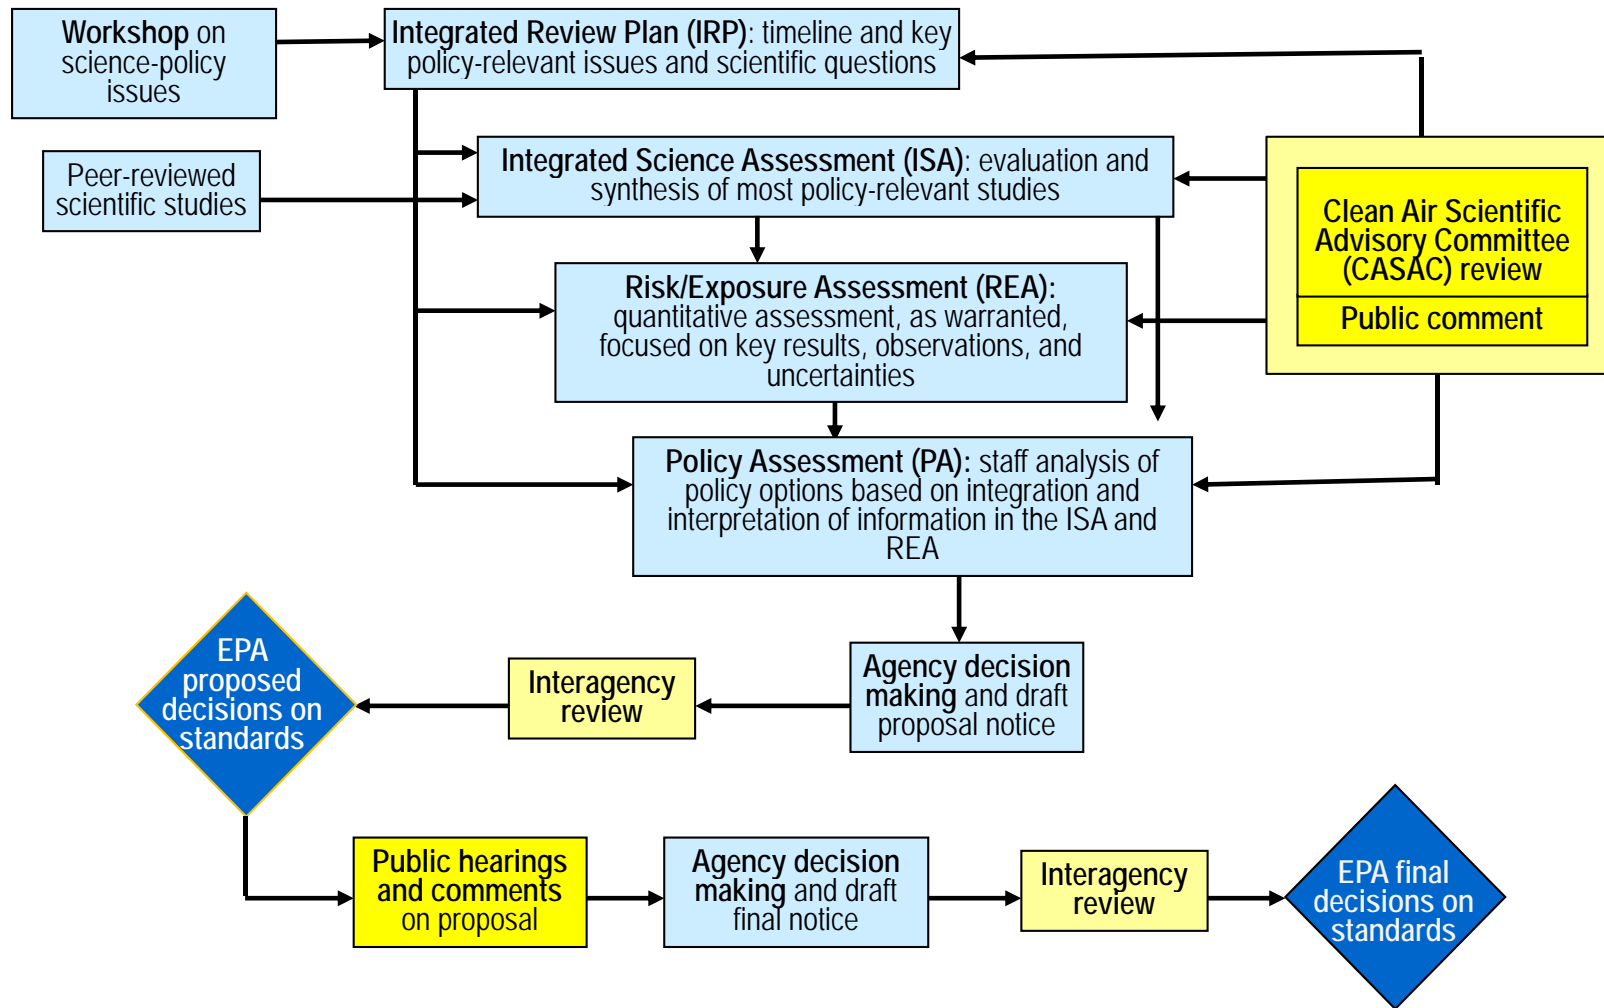 Workshop on
science-policy
issues
Integrated Review Plan (IRP): timeline and key
policy-relevant issues and scientific questions
Peer-reviewed
scientific studies
Integrated Science Assessment (ISA): evaluation and
synthesis of most policy-relevant studies
Clean Air Scientific
Advisory Committee
(CASAC) review
Public comment
Risk/Exposure Assessment (REA):
quantitative assessment, as warranted,
focused on key results, observations, and
uncertainties
Policy Assessment (PA): staff analysis of
policy options based on integration and
interpretation of information in the ISA and
REA
EPA
proposed
decisions on
standards
Interagency
review
Agency decision
making and draft
proposal notice
Public hearings
and comments
on proposal
Agency decision
making and draft
final notice
Interagency
review
EPA final
decisions on
standards